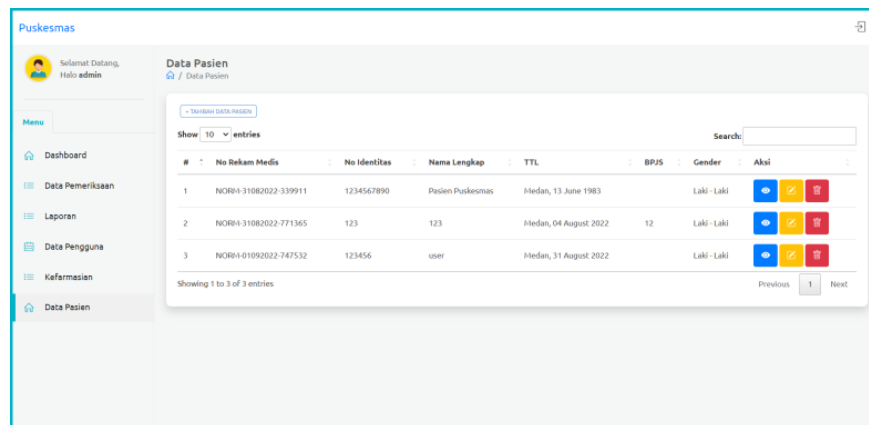 Puskesmas
Selamat Datang,
Halo admin
Menu
Dashboard
Data Pemeriksaan
Laporan
Data Pengguna
Kefarmasian
Data Pasien
Data Pasien
/ Data Pasien
+ TAMBAH DATA PASIEN
Show 10 entries
Search:
# No Rekam Medis No Identitas Nama Lengkap TTL BPJS Gender Aksi
1 NORM-31082022-339911 1234567890 Pasien Puskesmas Medan, 13 June 1983 Laki - Laki
2 NORM-31082022-771365 123 123 Medan, 04 August 2022 12 Laki - Laki
3 NORM-01092022-747532 123456 user Medan, 31 August 2022 Laki - Laki
Showing 1 to 3 of 3 entries
Previous 1 Next